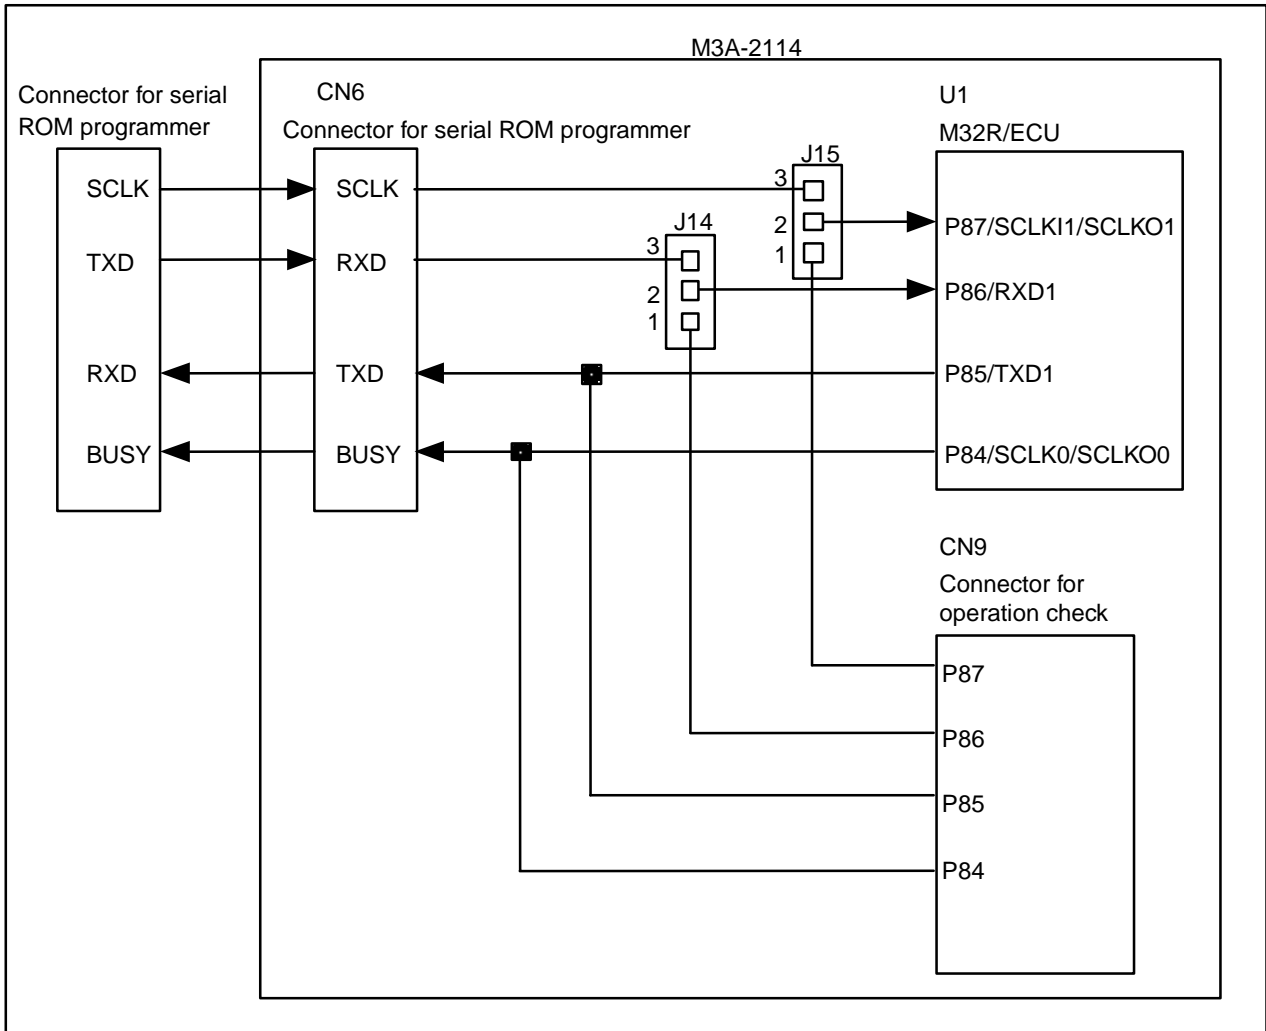 M3A-2114
Connector for serial
ROM programmer
SCLK
TXD
RXD
BUSY
CN6
Connector for serial ROM programmer
SCLK
RXD
TXD
BUSY
J14
3
2
1
J15
3
2
1
U1
M32R/ECU
P87/SCLKI1/SCLKO1
P86/RXD1
P85/TXD1
P84/SCLK0/SCLKO0
CN9
Connector for
operation check
P87
P86
P85
P84